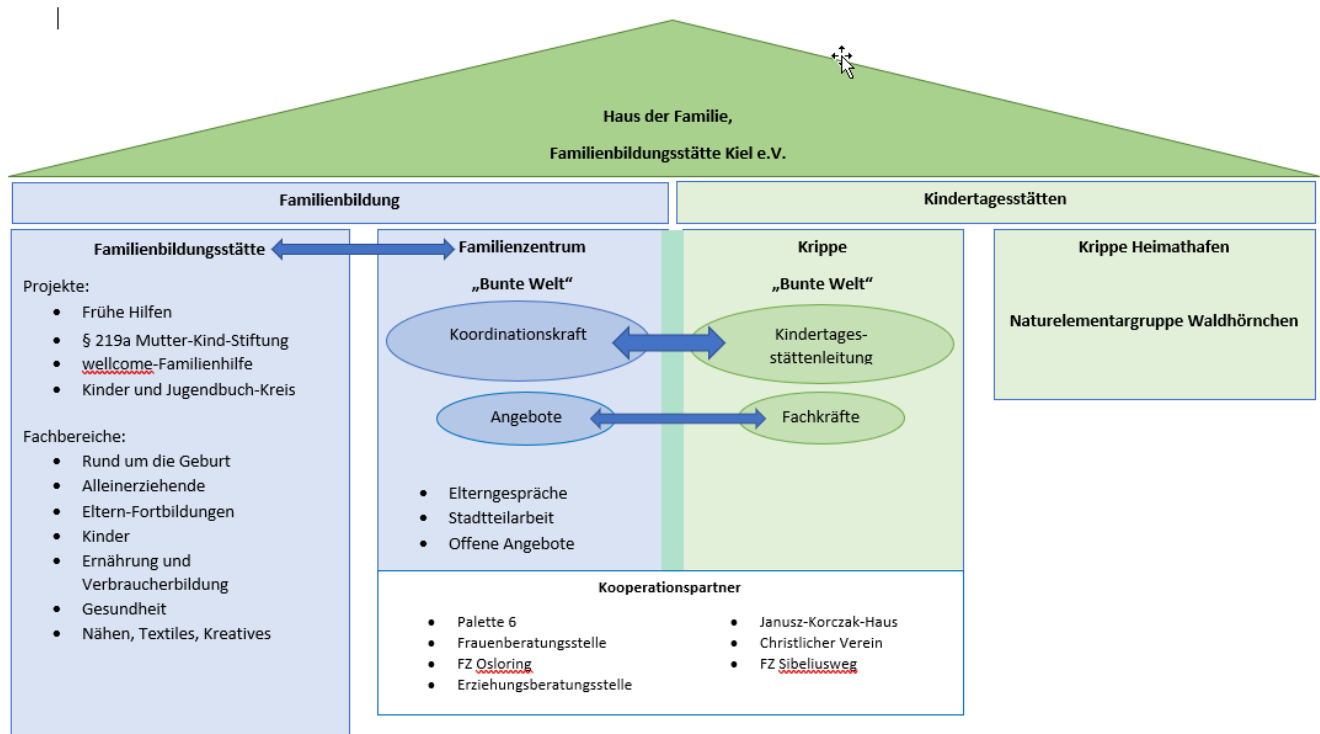 Haus der Familie,
Familienbildungsstätte Kiel e.V.
Familienbildung
Kindertagesstätten
Familienbildungsstätte
Projekte:
• Frühe Hilfen
• § 219a Mutter-Kind-Stiftung
• wellcome-Familienhilfe
• Kinder und Jugendbuch-Kreis
Fachbereiche:
• Rund um die Geburt
• Alleinerziehende
• Eltern-Fortbildungen
• Kinder
• Ernährung und
Verbraucherbildung
• Gesundheit
• Nähen, Textiles, Kreatives
Familienzentrum
„Bunte Welt“
Koordinationskraft
Angebote
• Elterngespräche
• Stadtteilarbeit
• Offene Angebote
Krippe
„Bunte Welt“
Kindertages-
stättenleitung
Fachkräfte
Kooperationspartner
• Palette 6
• Frauenberatungsstelle
• FZ Osloring
• Erziehungsberatungsstelle
• Janusz-Korczak-Haus
• Christlicher Verein
• FZ Sibeliusweg
Krippe Heimathafen
Naturelementargruppe Waldhörnchen